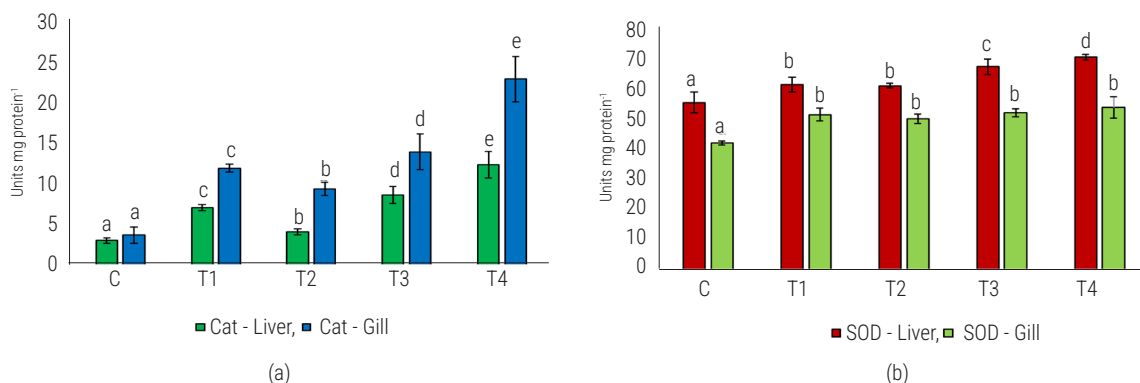 30
25
20
15
10
5
0
Units mg protein⁻¹
a
a
c
c
b
b
d
d
e
e
C
T1
T2
T3
T4
Cat - Liver, Cat - Gill
(a)
80
70
60
50
40
30
20
10
0
Units mg protein⁻¹
a
a
b
b
b
b
c
b
d
b
C
T1
T2
T3
T4
SOD - Liver, SOD - Gill
(b)